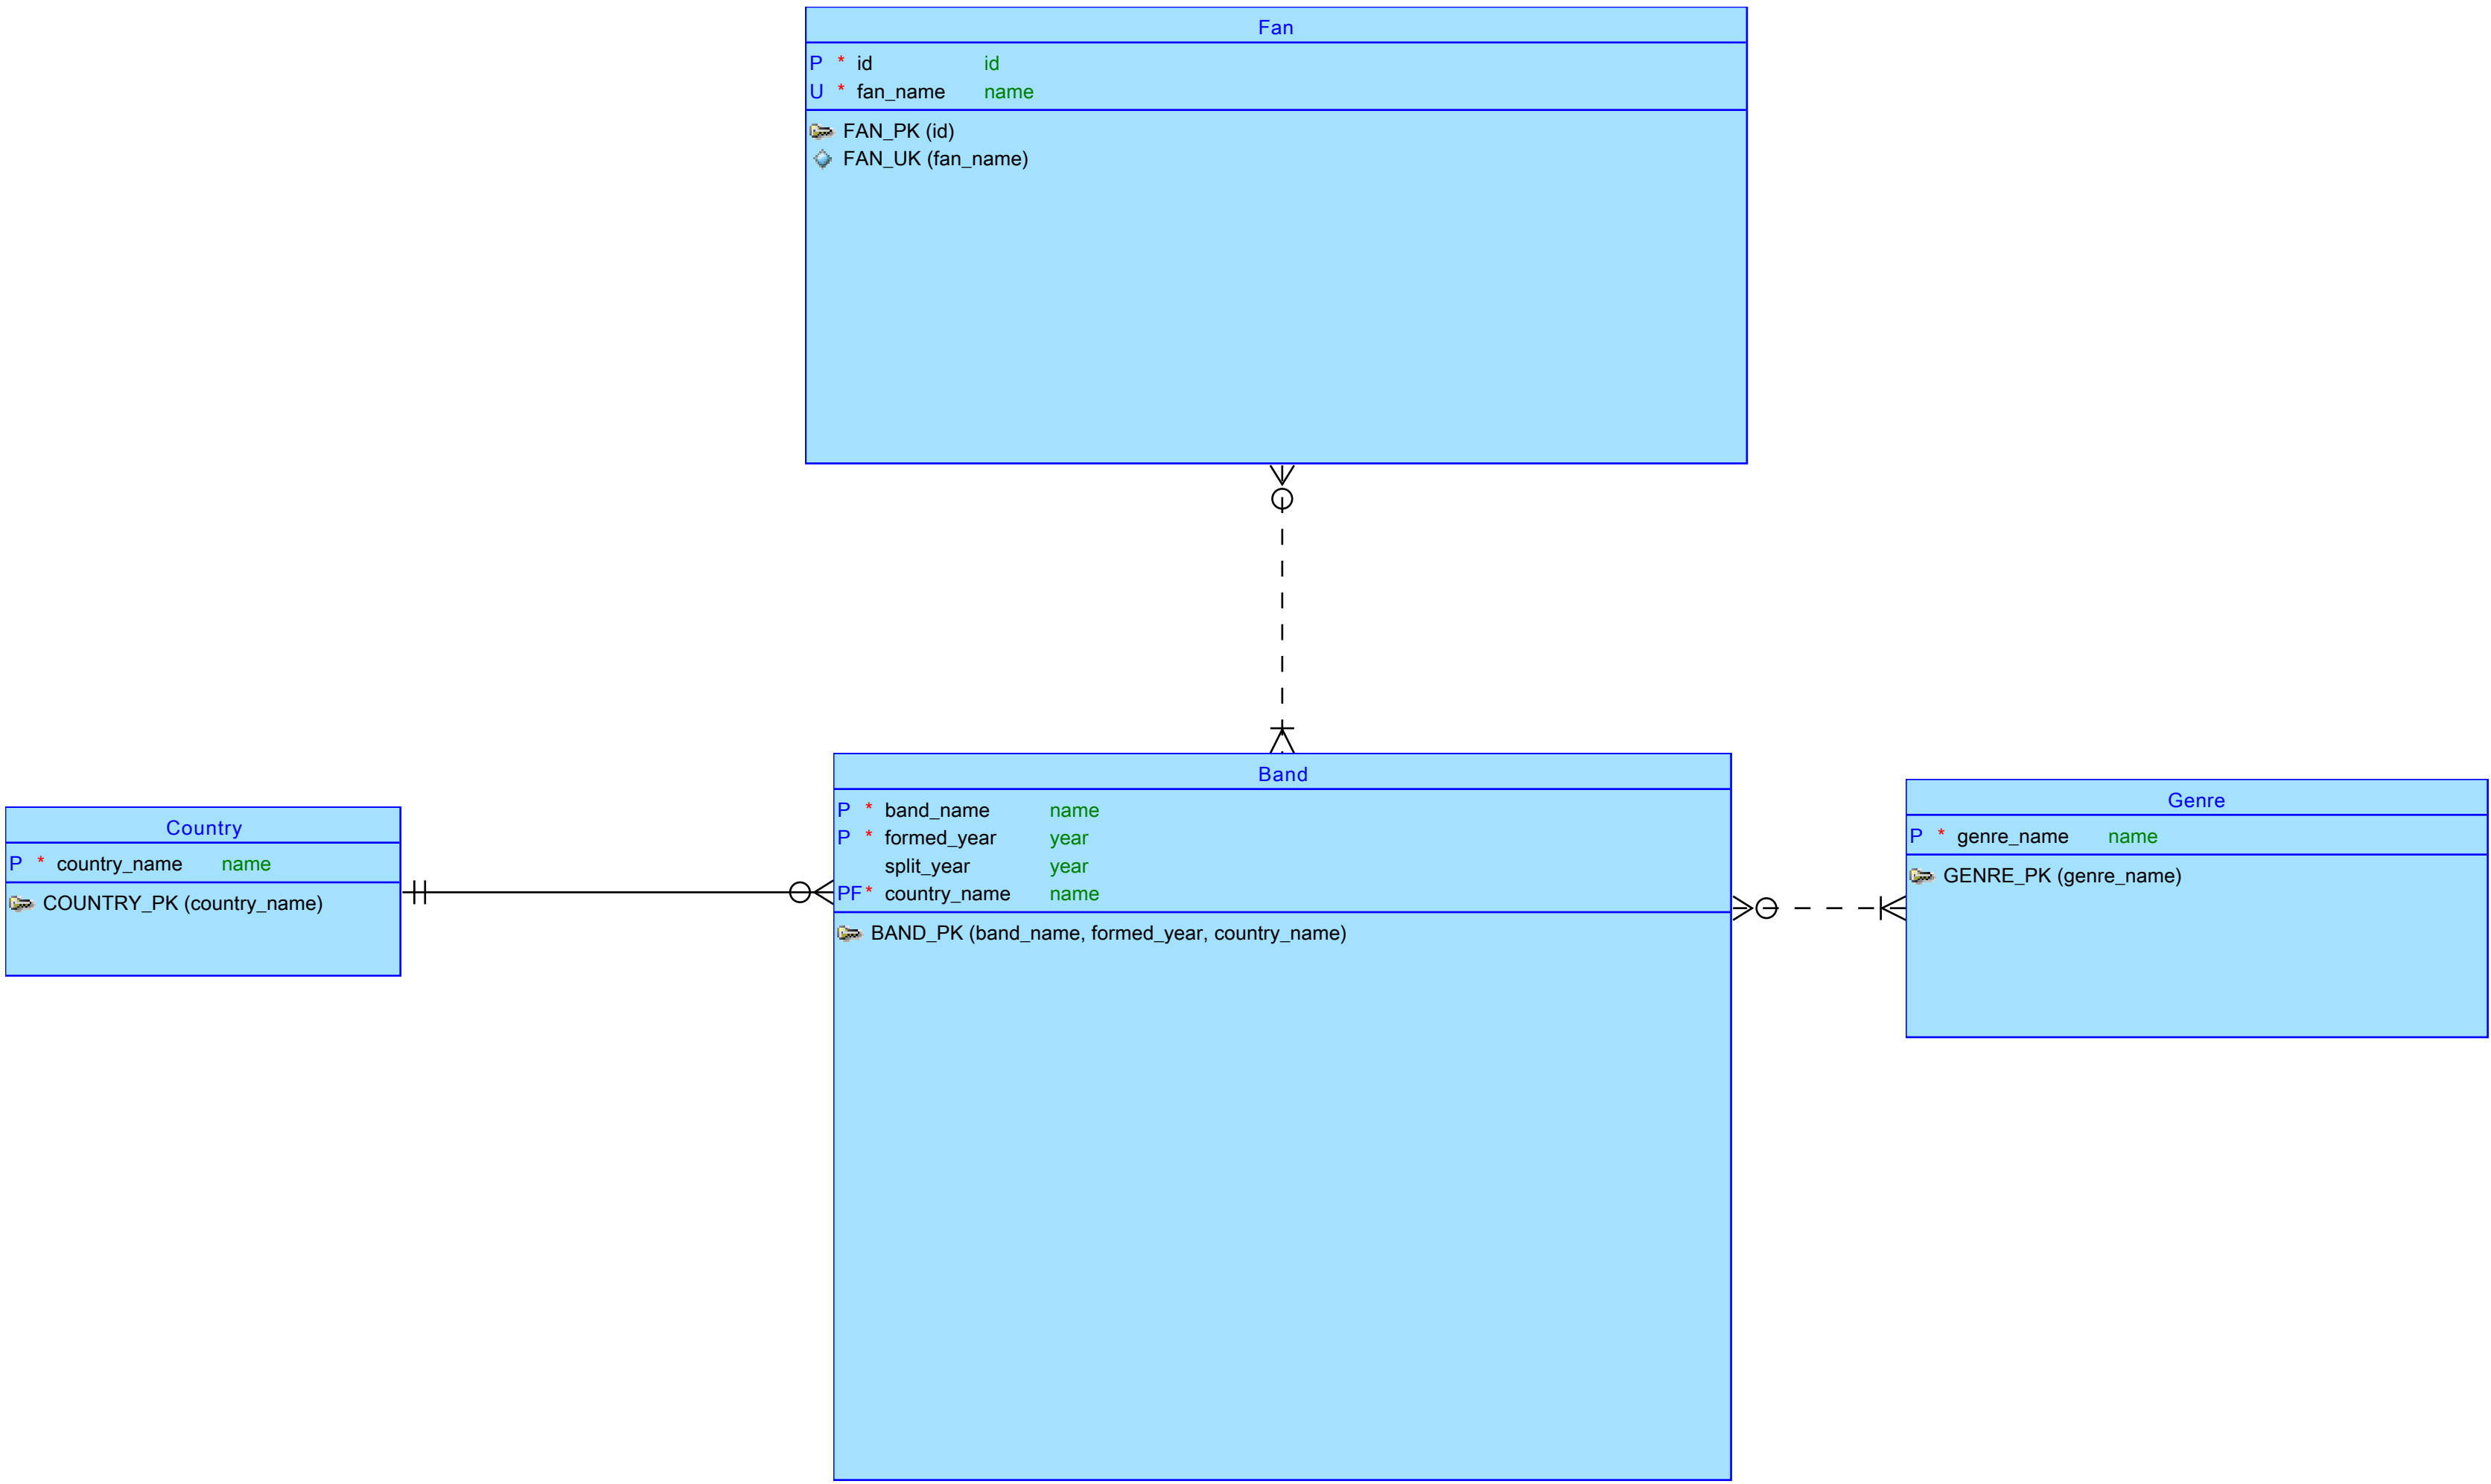 Fan
P * id id
U * fan_name name
FAN_PK (id)
FAN_UK (fan_name)
Band
P * band_name name
P * formed_year year
split_year year
PF* country_name name
BAND_PK (band_name, formed_year, country_name)
Country
P * country_name name
COUNTRY_PK (country_name)
Genre
P * genre_name name
GENRE_PK (genre_name)